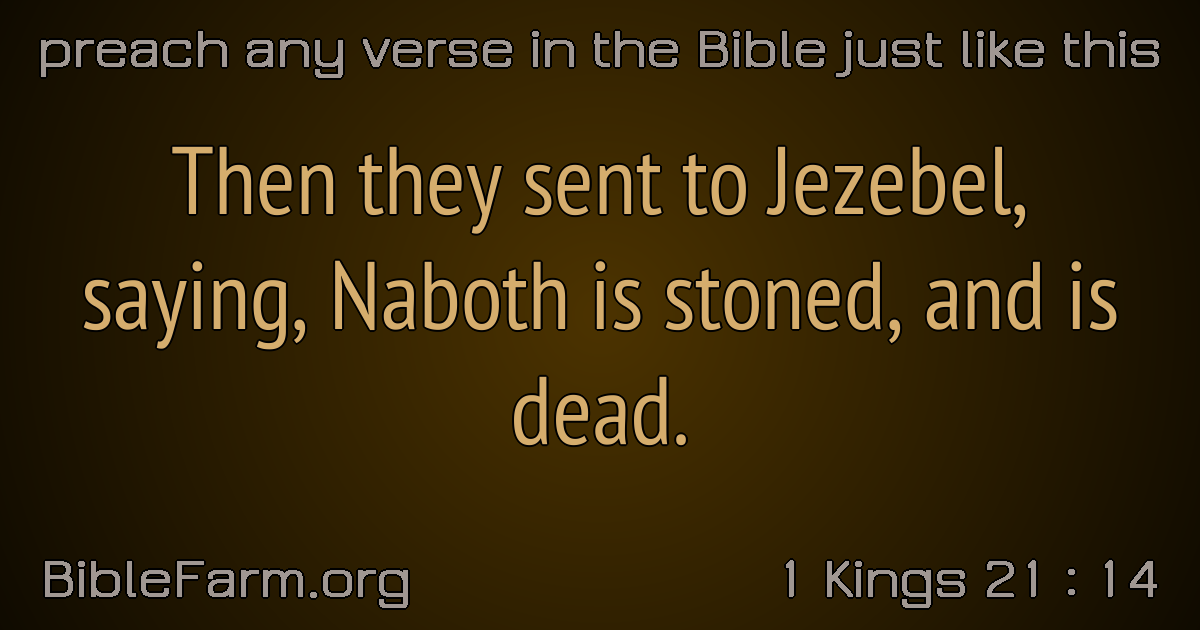 preach any verse in the Bible just like this
Then they sent to Jezebel,
saying, Naboth is stoned, and is
dead.
BibleFarm.org
1 Kings 21 : 14